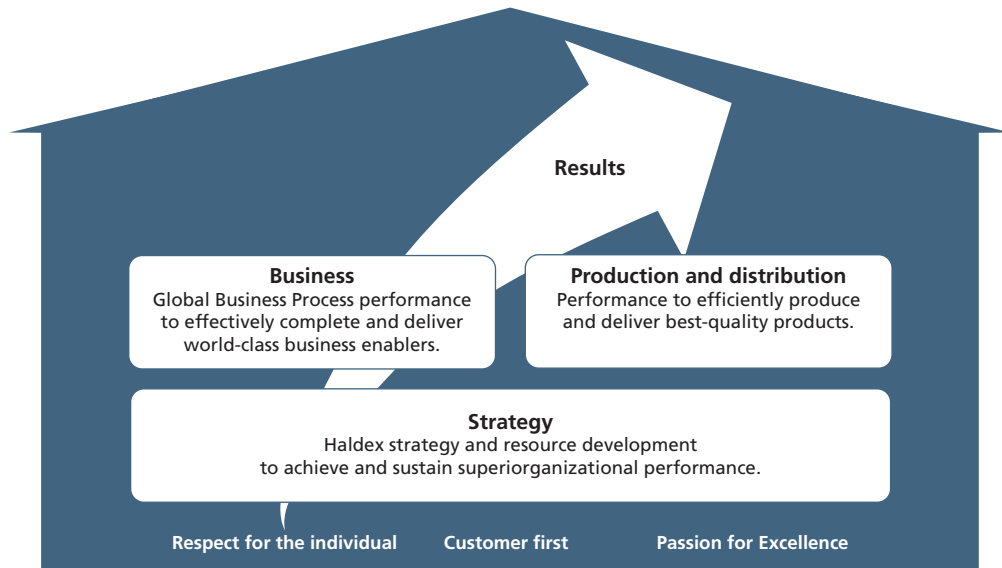 Results
Business
Global Business Process performance
to effectively complete and deliver
world-class business enablers.
Production and distribution
Performance to efficiently produce
and deliver best-quality products.
Strategy
Haldex strategy and resource development
to achieve and sustain superiorganizational performance.
Respect for the individual
Customer first
Passion for Excellence